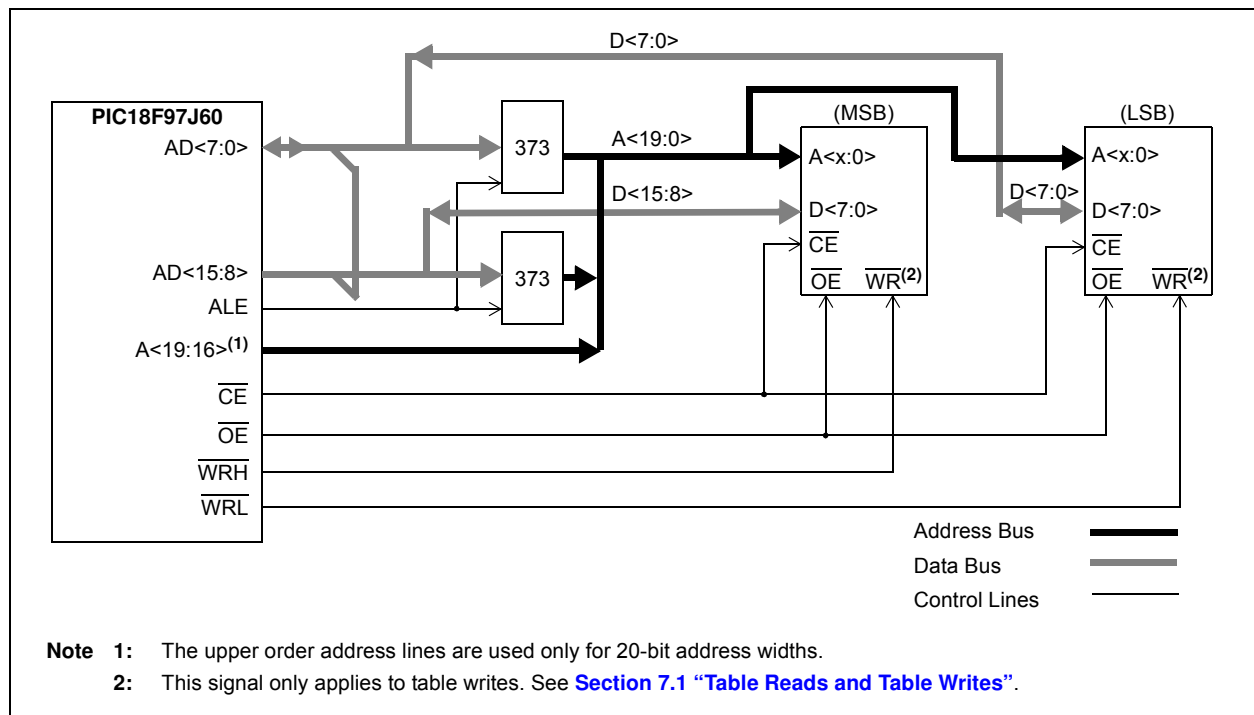 D<7:0>
PIC18F97J60
AD<7:0>
373
A<19:0>
(MSB)
(LSB)
A<x:0>
A<x:0>
D<15:8>
D<7:0>
D<7:0>
D<7:0>
CE
CE
AD<15:8>
373
OE WR(2)
OE WR(2)
ALE
A<19:16>(1)
CE
OE
WRH
WRL
Address Bus
Data Bus
Control Lines
Note 1: The upper order address lines are used only for 20-bit address widths.
2: This signal only applies to table writes. See Section 7.1 “Table Reads and Table Writes”.